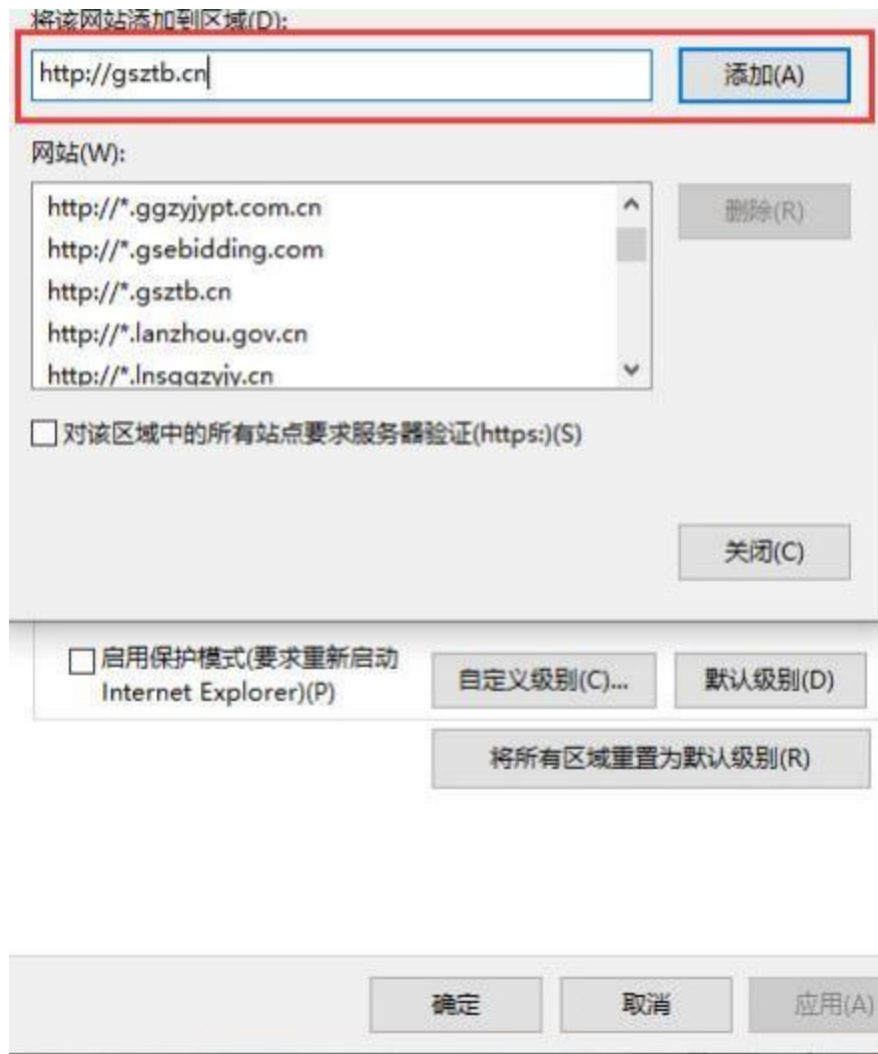 将该网站添加到区域(D):
http://gsztb.cn
添加(A)
网站(W):
http://*.ggzyjypt.com.cn
删除(R)
http://*.gsebidding.com
http://*.gsztb.cn
http://*.lanzhou.gov.cn
http://*.lnsggzyjy.cn
对该区域中的所有站点要求服务器验证(https:)(S)
关闭(C)
启用保护模式(要求重新启动
Internet Explorer)(P)
自定义级别(C)...
默认级别(D)
将所有区域重置为默认级别(R)
确定
取消
应用(A)